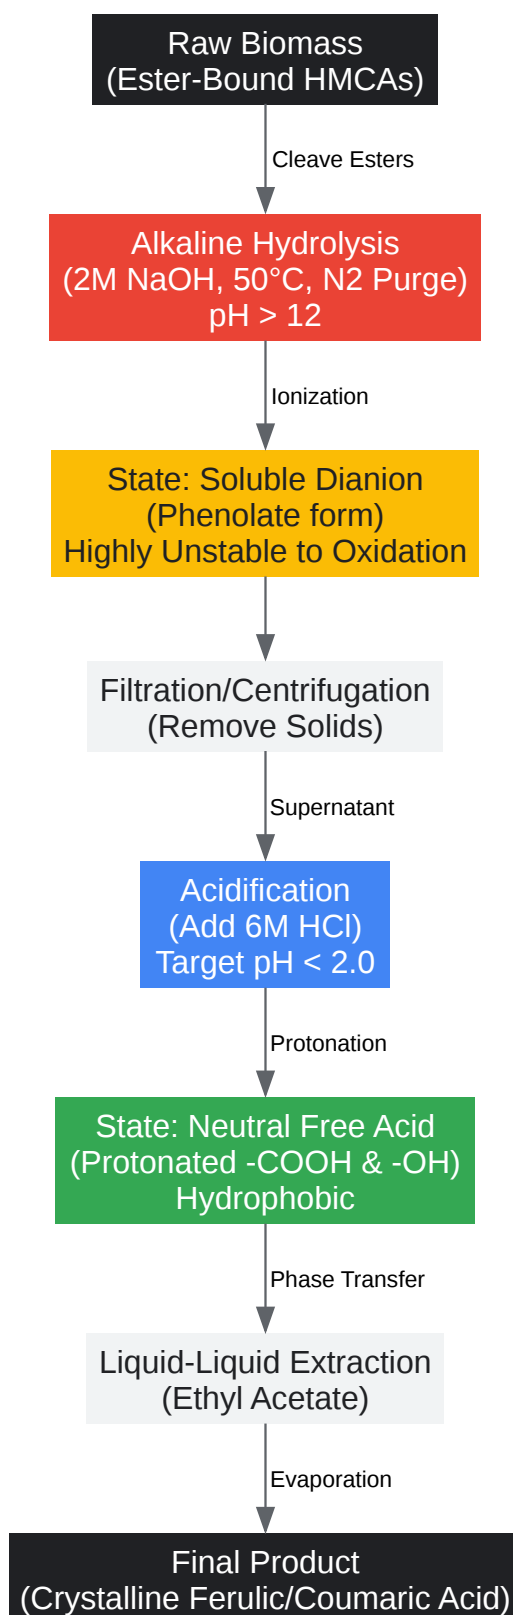 Raw Biomass
(Ester-Bound HMCAs)
Cleave Esters
Alkaline Hydrolysis
(2M NaOH, 50°C, N2 Purge)
pH > 12
Ionization
State: Soluble Dianion
(Phenolate form)
Highly Unstable to Oxidation
Filtration/Centrifugation
(Remove Solids)
Supernatant
Acidification
(Add 6M HCl)
Target pH < 2.0
Protonation
State: Neutral Free Acid
(Protonated -COOH & -OH)
Hydrophobic
Phase Transfer
Liquid-Liquid Extraction
(Ethyl Acetate)
Evaporation
Final Product
(Crystalline Ferulic/Coumaric Acid)